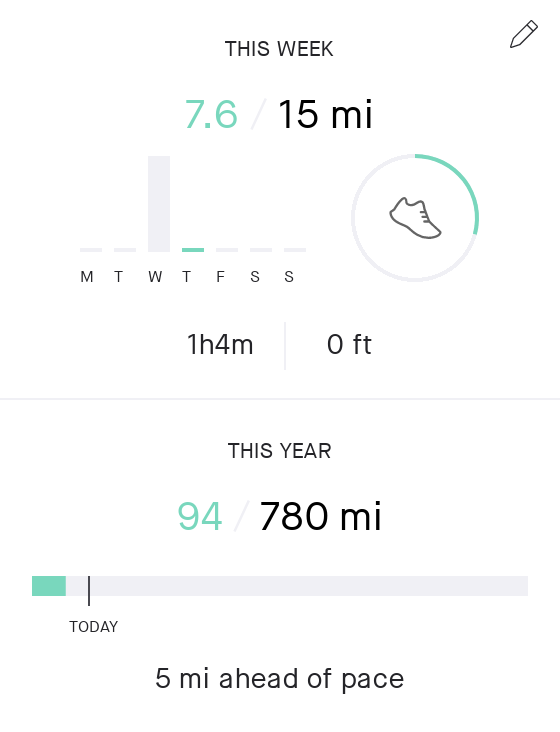 THIS WEEK
7.6 / 15 mi
M T W T F S S
1h4m 0 ft
THIS YEAR
94 / 780 mi
TODAY
5 mi ahead of pace